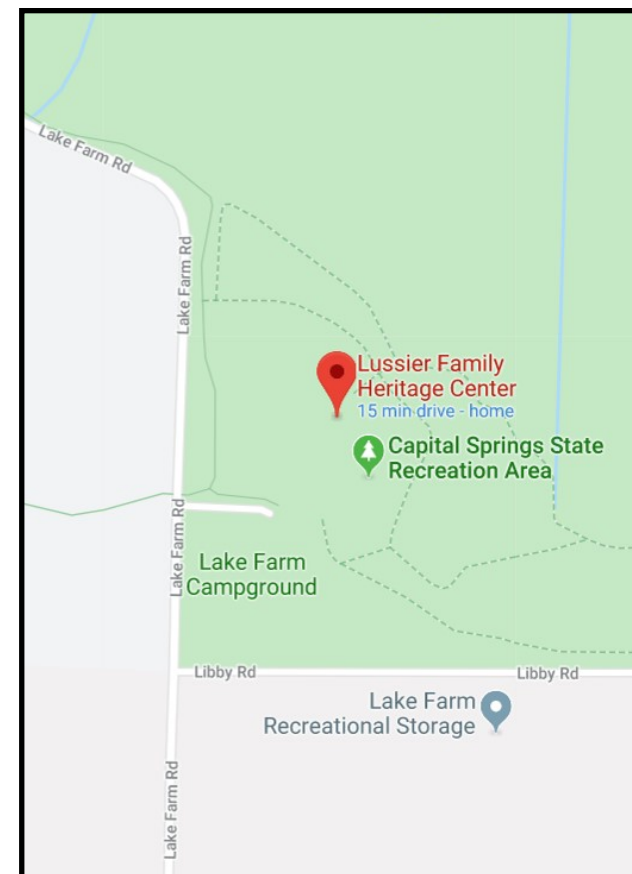 Lake Farm Rd
Lake Farm Rd
Lussier Family
Heritage Center
15 min drive - home
Capital Springs State
Recreation Area
Lake Farm Rd
Lake Farm
Campground
Libby Rd
Libby Rd
Lake Farm
Recreational Storage
Lake Farm Rd